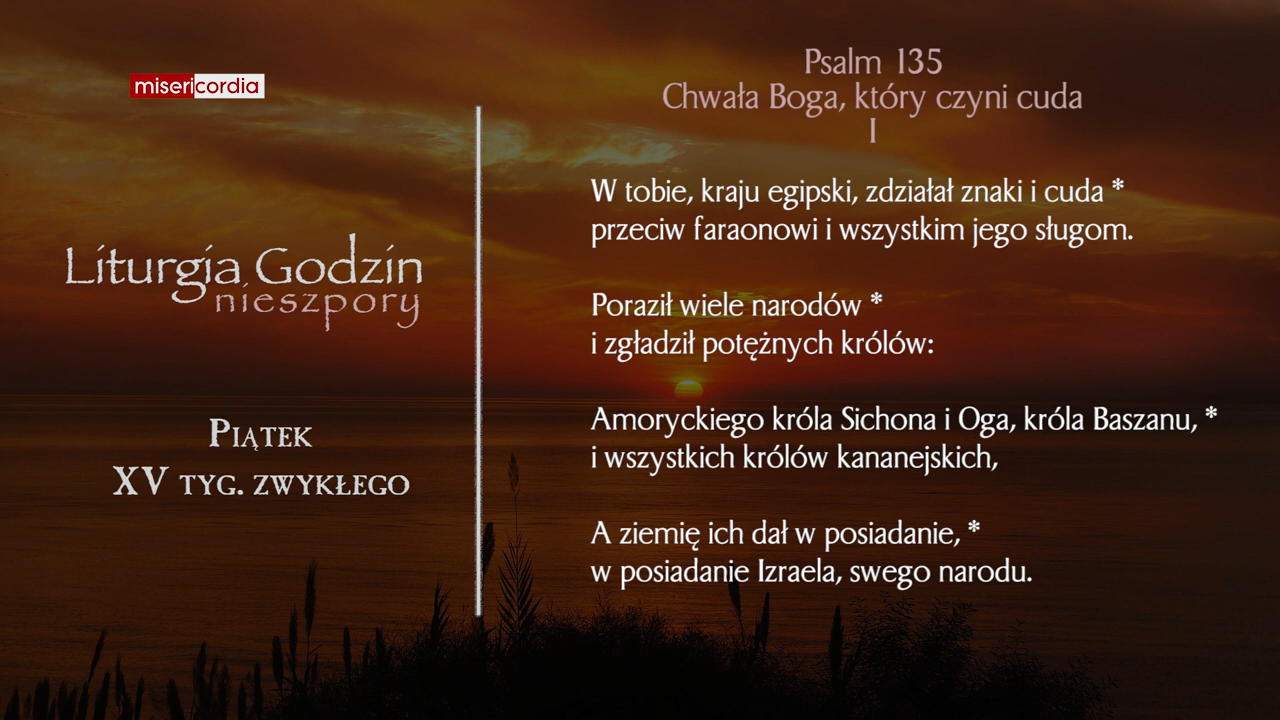 misericordia
Liturgia Godzin
nieszpory
Piątek
XV tyg. zwykłego
Psalm 135
Chwała Boga, który czyni cuda
I
W tobie, kraju egipski, zdziałał znaki i cuda *
przeciw faraonowi i wszystkim jego sługom.
Poraził wiele narodów *
i zgładził potężnych królów:
Amoryckiego króla Sichona i Oga, króla Baszanu, *
i wszystkich królów kananejskich,
A ziemię ich dał w posiadanie, *
w posiadanie Izraela, swego narodu.